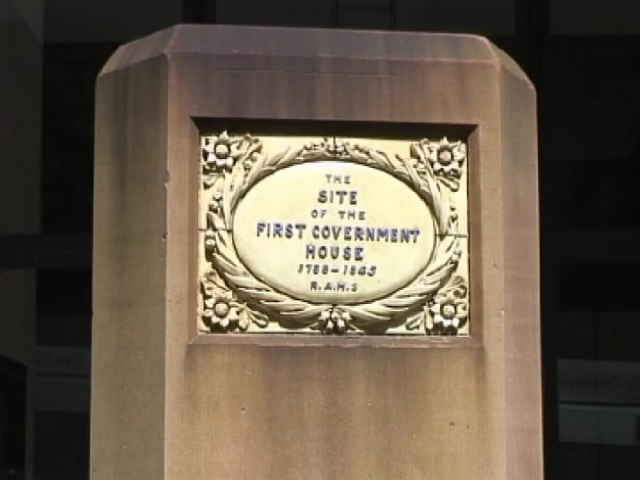 THE
SITE
OF THE
FIRST GOVERNMENT
HOUSE
1788-1845
R.A.H.S